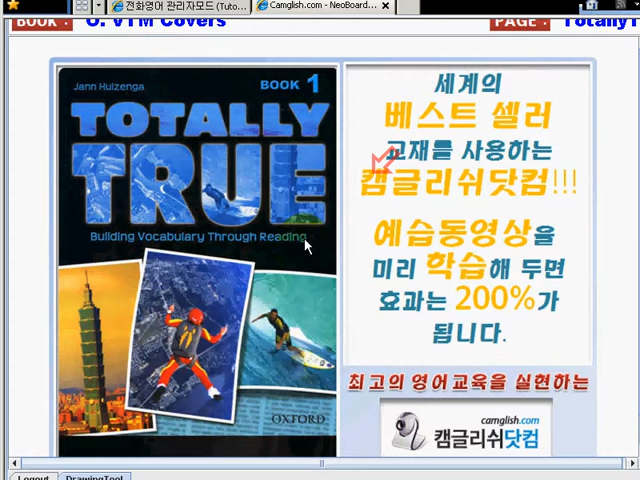 전화영어 관리자모드 (Tuto...
Camglish.com - NeoBoard...
BOOK : 0. VTM Covers
PAGE : TotallyT
Jann Huizenga
BOOK 1
TOTALLY
TRUE
Building Vocabulary Through Reading
OXFORD
세계의
베스트 셀러
교재를 사용하는
캠글리쉬닷컴!!!
예습동영상을
미리 학습해 두면
효과는 200%가
됩니다.
최고의 영어교육을 실현하는
camglish.com
캠글리쉬닷컴
Logout
DrawingTool